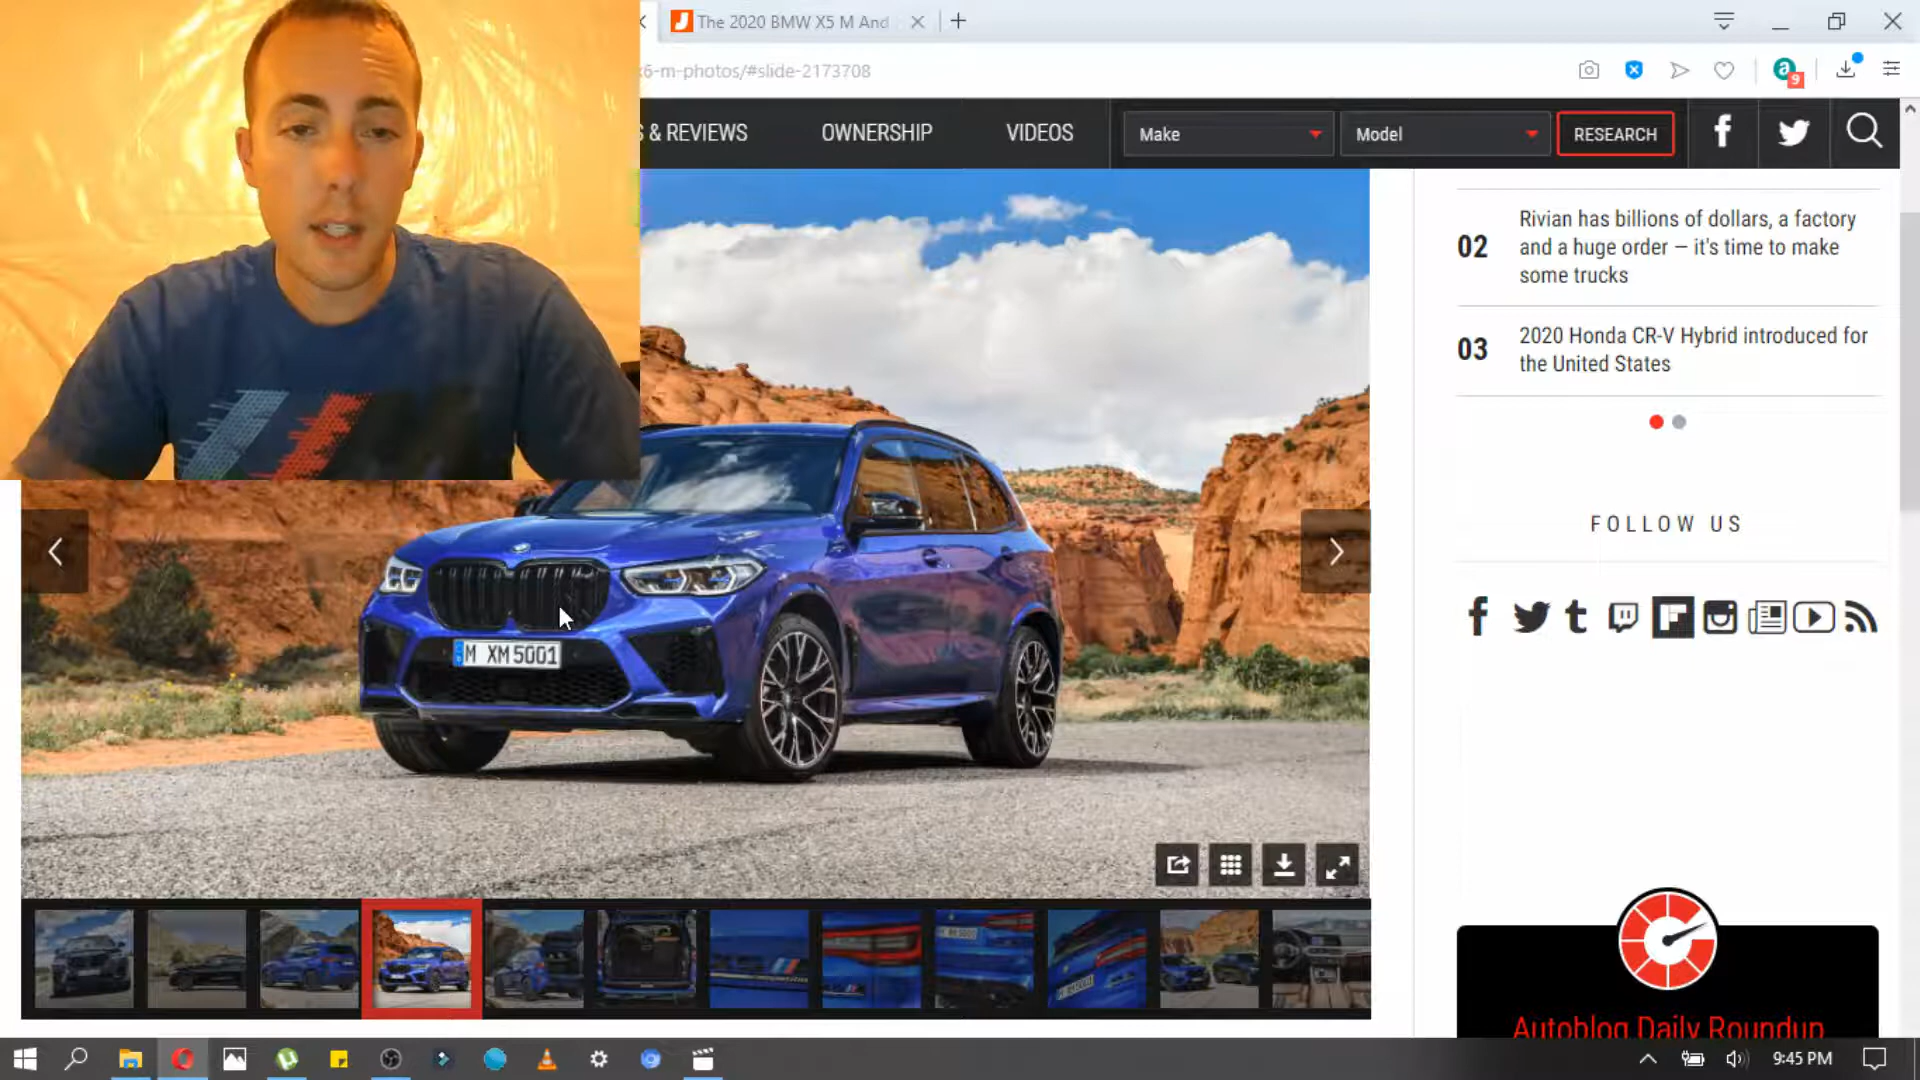 The 2020 BMW X5 M And
6-m-photos/#slide-2173708
S & REVIEWS
OWNERSHIP
VIDEOS
Make
Model
RESEARCH
02
Rivian has billions of dollars, a factory
and a huge order – it's time to make
some trucks
03
2020 Honda CR-V Hybrid introduced for
the United States
FOLLOW US
M XM 5001
Autoblog Daily Roundup
9
9:45 PM